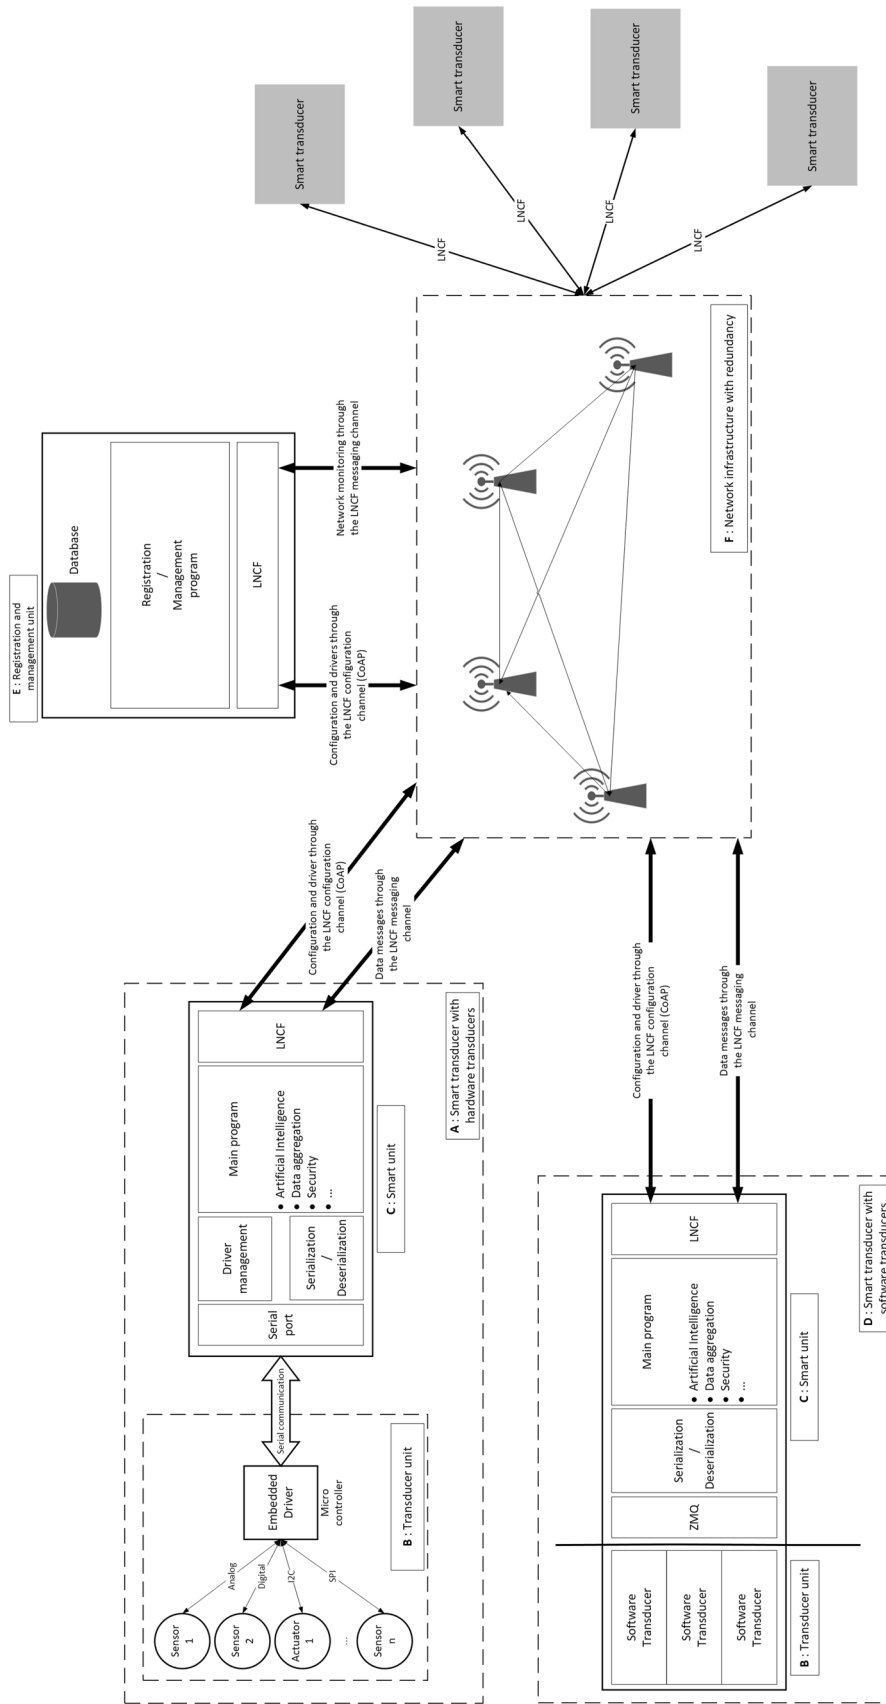 E : Registration and
management unit
Database
Registration
/
Management
program
LNCF
Configuration and drivers through
the LNCF configuration
channel (CoAP)
Network monitoring through
the LNCF messaging channel
Smart transducer
Smart transducer
Smart transducer
Smart transducer
LNCF
LNCF
LNCF
LNCF
F : Network infrastructure with redundancy
Configuration and driver through
the LNCF configuration
channel (CoAP)
Data messages through
the LNCF messaging
channel
Sensor
1
Sensor
2
Actuator
1
...
Sensor
n
Analog
Digital
I2C
SPI
Embedded
Driver
Micro
controller
B : Transducer unit
Serial communication
Serial
port
Driver
management
Serialization
/
Deserialization
Main program
• Artificial Intelligence
• Data aggregation
• Security
• ...
LNCF
C : Smart unit
A : Smart transducer with
hardware transducers
Configuration and driver through
the LNCF configuration
channel (CoAP)
Data messages through
the LNCF messaging
channel
Software
Transducer
Software
Transducer
Software
Transducer
B : Transducer unit
ZMQ
Serialization
/
Deserialization
Main program
• Artificial Intelligence
• Data aggregation
• Security
• ...
LNCF
C : Smart unit
D : Smart transducer with
software transducers